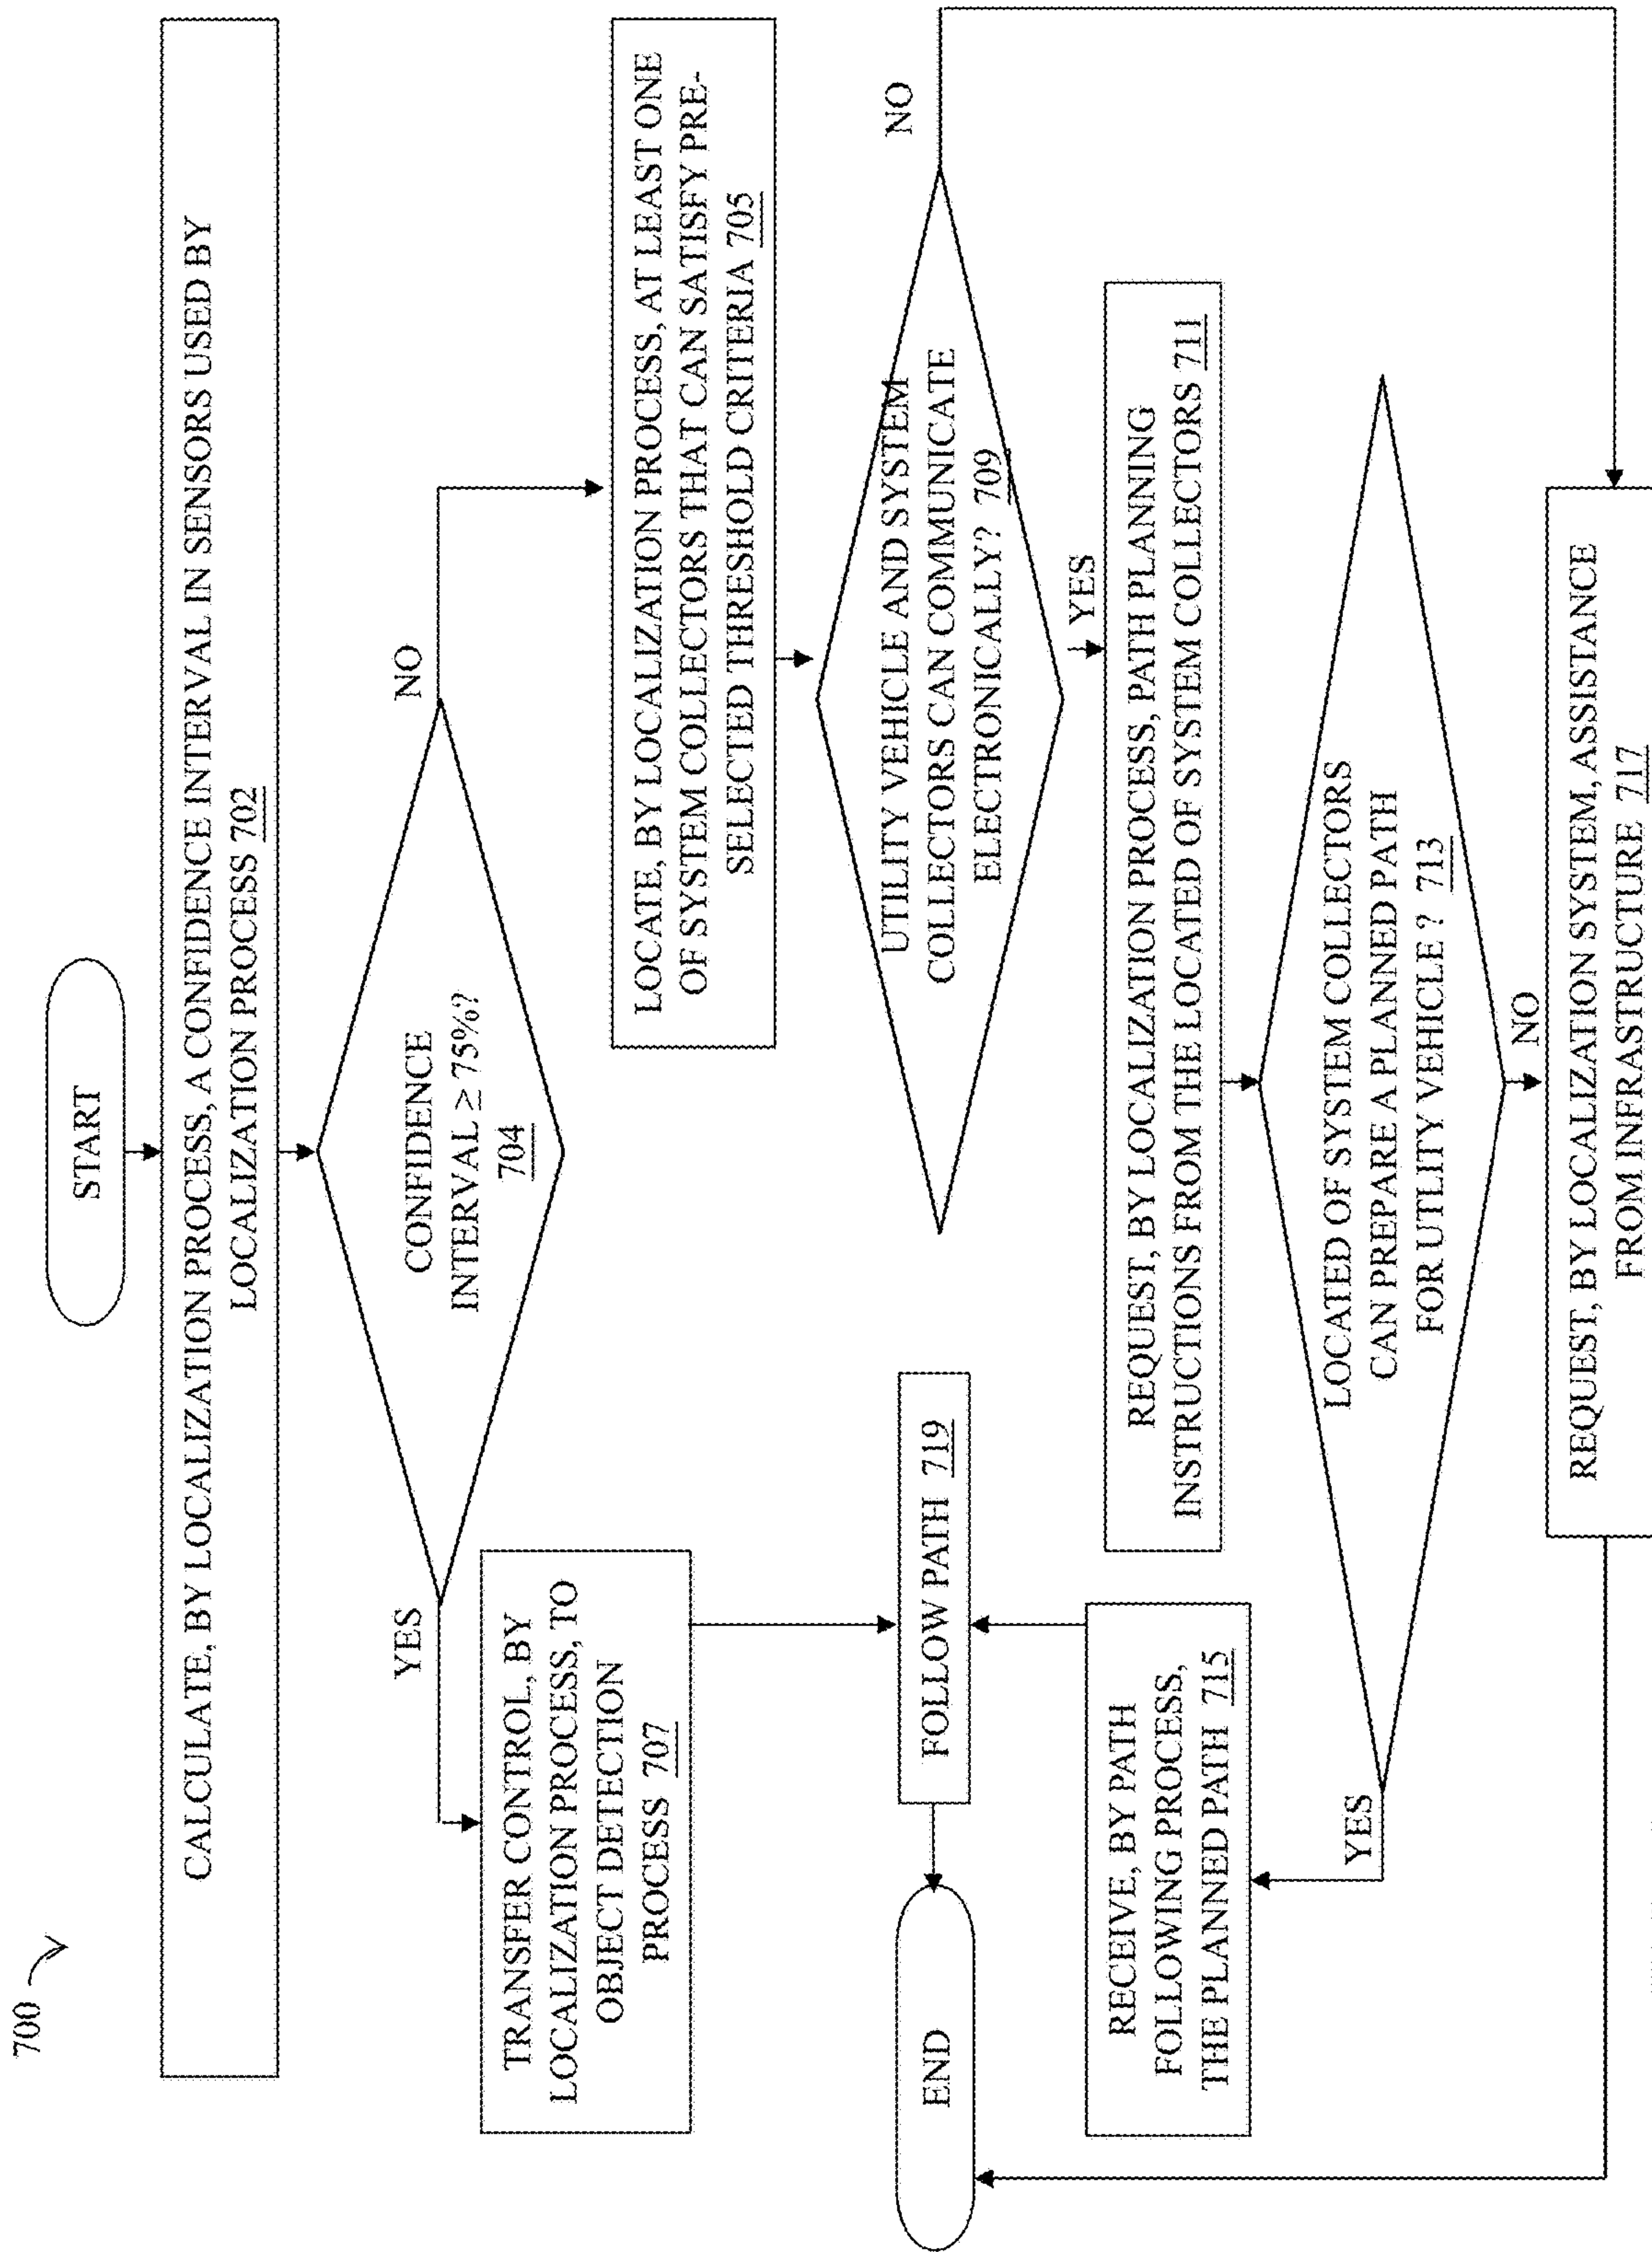 700
START
CALCULATE, BY LOCALIZATION PROCESS, A CONFIDENCE INTERVAL IN SENSORS USED BY
LOCALIZATION PROCESS 702
CONFIDENCE
INTERVAL ≥ 75%?
704
YES
NO
TRANSFER CONTROL, BY
LOCALIZATION PROCESS, TO
OBJECT DETECTION
PROCESS 707
LOCATE, BY LOCALIZATION PROCESS, AT LEAST ONE
OF SYSTEM COLLECTORS THAT CAN SATISFY PRE-
SELECTED THRESHOLD CRITERIA 705
UTILITY VEHICLE AND SYSTEM
COLLECTORS CAN COMMUNICATE
ELECTRONICALLY? 709
NO
YES
END
FOLLOW PATH 719
REQUEST, BY LOCALIZATION PROCESS, PATH PLANNING
INSTRUCTIONS FROM THE LOCATED OF SYSTEM COLLECTORS 711
RECEIVE, BY PATH
FOLLOWING PROCESS,
THE PLANNED PATH 715
LOCATED OF SYSTEM COLLECTORS
CAN PREPARE A PLANNED PATH
FOR UTLITY VEHICLE ? 713
YES
NO
REQUEST, BY LOCALIZATION SYSTEM, ASSISTANCE
FROM INFRASTRUCTURE 717